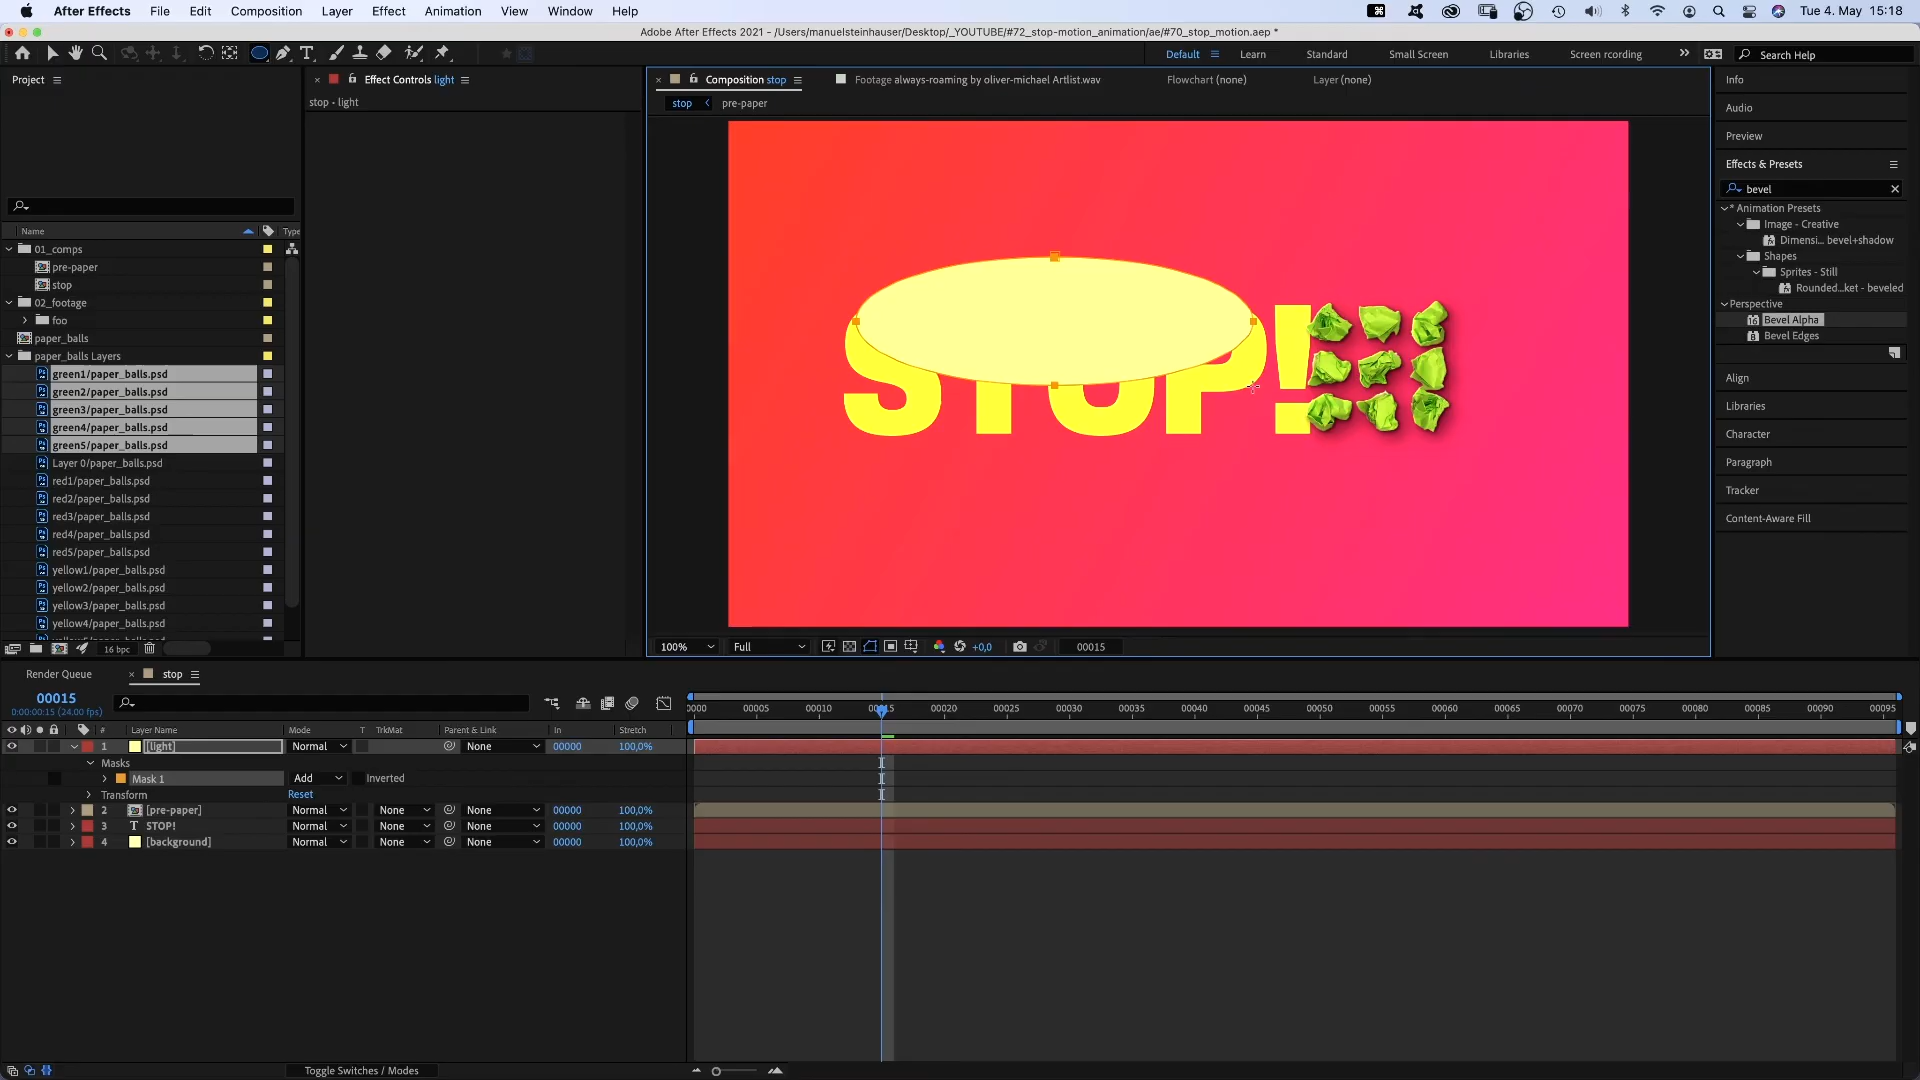 After Effects File Edit Composition Layer Effect Animation View Window Help Tue 4. May 15:18
Adobe After Effects 2021 - /Users/manuelsteinhauser/Desktop/_YOUTUBE/#72_stop-motion_animation/ae/#70_stop_motion.aep *
Default Learn Standard Small Screen Libraries Screen recording Search Help
Project Effect Controls light Composition stop Footage always-roaming by oliver-michael Artlist.wav Flowchart (none) Layer (none) Info
stop • light stop pre-paper Audio
Preview
Effects & Presets
bevel
Name Type
* Animation Presets
Image - Creative
Dimensi... bevel+shadow
Shapes
Sprites - Still
Rounded...ket - beveled
Perspective
Bevel Alpha
Bevel Edges
Align
Libraries
Character
Paragraph
Tracker
Content-Aware Fill
01_comps
pre-paper
stop
02_footage
foo
paper_balls
paper_balls Layers
green1/paper_balls.psd
green2/paper_balls.psd
green3/paper_balls.psd
green4/paper_balls.psd
green5/paper_balls.psd
Layer 0/paper_balls.psd
red1/paper_balls.psd
red2/paper_balls.psd
red3/paper_balls.psd
red4/paper_balls.psd
red5/paper_balls.psd
yellow1/paper_balls.psd
yellow2/paper_balls.psd
yellow3/paper_balls.psd
yellow4/paper_balls.psd
16 bpc
STOP!
100% Full +0,0 00015
Render Queue stop
00015
0:00:00:15 (24.00 fps)
0000 00005 00010 00015 00020 00025 00030 00035 00040 00045 00050 00055 00060 00065 00070 00075 00080 00085 00090 00095
# Layer Name Mode T TrkMat Parent & Link In Stretch
1 [light] Normal None 00000 100,0%
Masks
Mask 1 Add Inverted
Transform Reset
2 [pre-paper] Normal None None 00000 100,0%
3 T STOP! Normal None None 00000 100,0%
4 [background] Normal None None 00000 100,0%
Toggle Switches / Modes